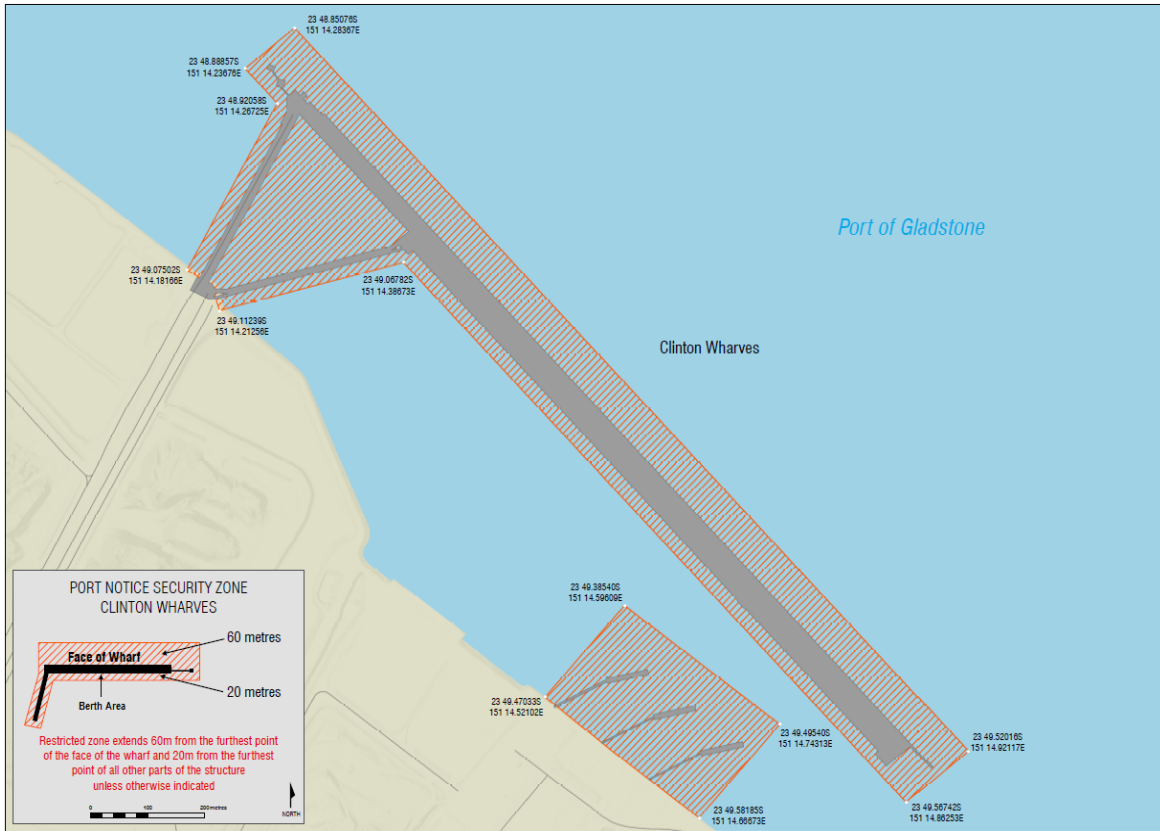 23 48.85076S
151 14.28367E
23 48.88857S
151 14.23676E
23 48.92058S
151 14.26725E
Port of Gladstone
23 49.07502S
151 14.18166E
23 49.06782S
151 14.38673E
23 49.11239S
151 14.21256E
Clinton Wharves
23 49.38540S
151 14.59609E
23 49.47033S
151 14.52102E
23 49.49540S
151 14.74313E
23 49.52016S
151 14.92117E
23 49.56742S
151 14.86253E
23 49.58185S
151 14.66673E
PORT NOTICE SECURITY ZONE
CLINTON WHARVES
60 metres
Face of Wharf
20 metres
Berth Area
Restricted zone extends 60m from the furthest point
of the face of the wharf and 20m from the furthest
point of all other parts of the structure
unless otherwise indicated
0 100 200metres
NORTH